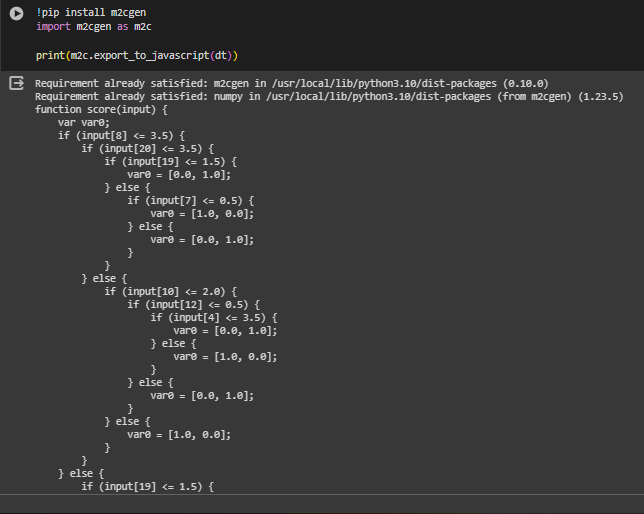 !pip install m2cgen
import m2cgen as m2c
print(m2c.export_to_javascript(dt))
Requirement already satisfied: m2cgen in /usr/local/lib/python3.10/dist-packages (0.10.0)
Requirement already satisfied: numpy in /usr/local/lib/python3.10/dist-packages (from m2cgen) (1.23.5)
function score(input) {
    var var0;
    if (input[8] <= 3.5) {
        if (input[20] <= 3.5) {
            if (input[19] <= 1.5) {
                var0 = [0.0, 1.0];
            } else {
                if (input[7] <= 0.5) {
                    var0 = [1.0, 0.0];
                } else {
                    var0 = [0.0, 1.0];
                }
            }
        } else {
            if (input[10] <= 2.0) {
                if (input[12] <= 0.5) {
                    if (input[4] <= 3.5) {
                        var0 = [0.0, 1.0];
                    } else {
                        var0 = [1.0, 0.0];
                    }
                } else {
                    var0 = [0.0, 1.0];
                }
            } else {
                var0 = [1.0, 0.0];
            }
        }
    } else {
        if (input[19] <= 1.5) {